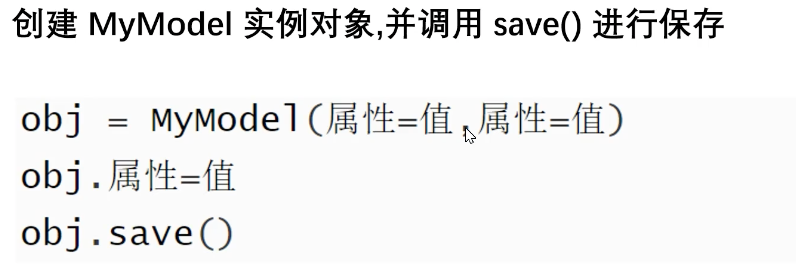 创建 MyModel 实例对象,并调用 save() 进行保存
obj = MyModel(属性=值,属性=值)
obj.属性=值
obj.save()